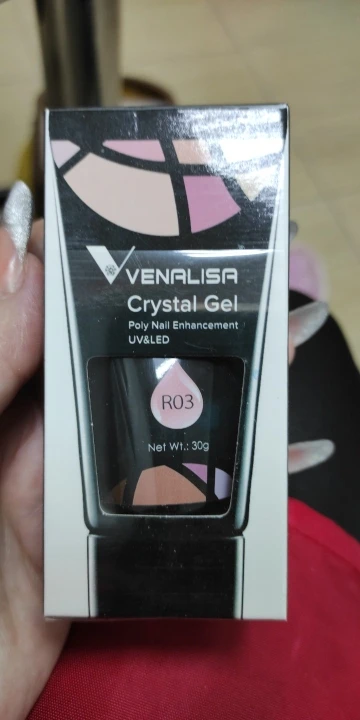 VENALISA
Crystal Gel
Poly Nail Enhancement
UV&LED
R03
Net Wt.: 30g